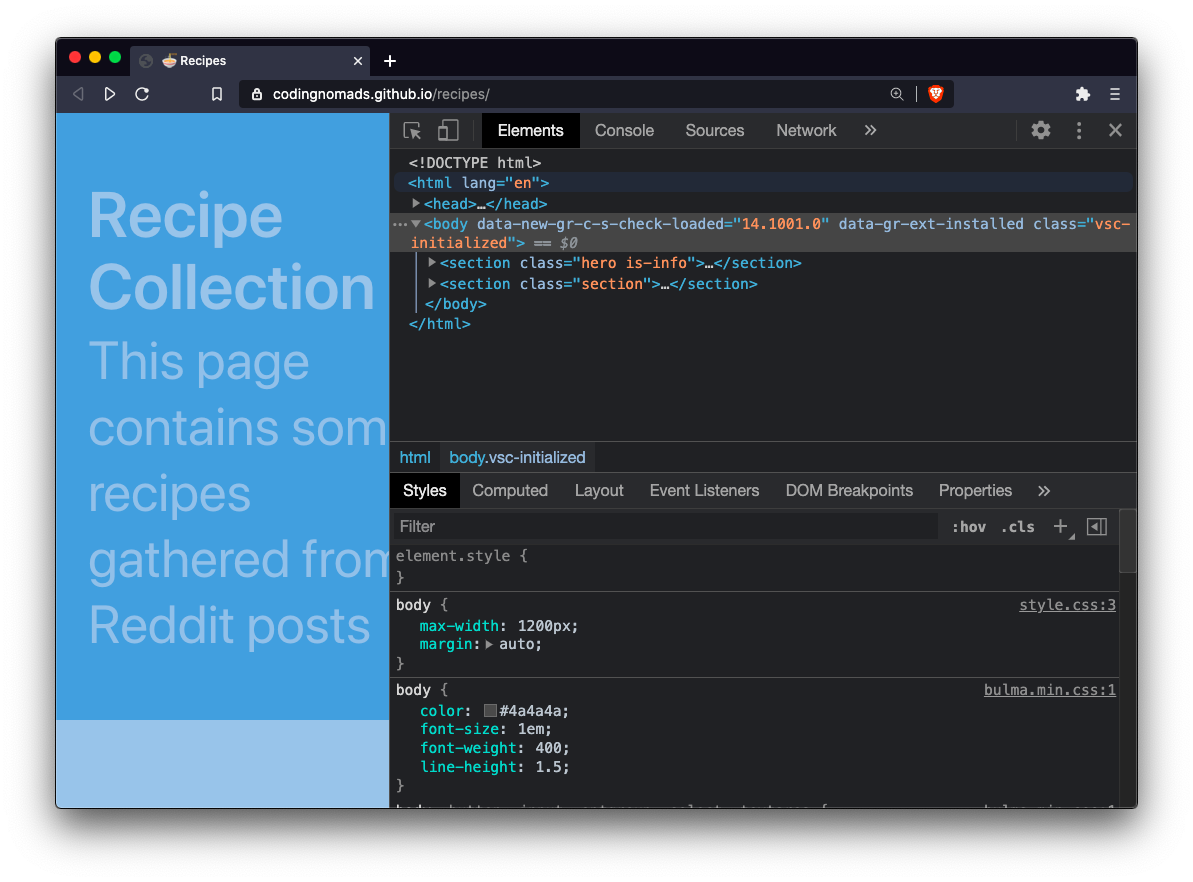 Recipes
codingnomads.github.io/recipes/
Recipe
Collection
This page
contains som
recipes
gathered from
Reddit posts
Elements Console Sources Network »
<!DOCTYPE html>
<html lang="en">
<head>…</head>
<body data-new-gr-c-s-check-loaded="14.1001.0" data-gr-ext-installed class="vsc-
initialized"> == $0
<section class="hero is-info">…</section>
<section class="section">…</section>
</body>
</html>
html body.vsc-initialized
Styles Computed Layout Event Listeners DOM Breakpoints Properties »
Filter :hov .cls +
element.style {
}
body { style.css:3
max-width: 1200px;
margin: auto;
}
body { bulma.min.css:1
color: #4a4a4a;
font-size: 1em;
font-weight: 400;
line-height: 1.5;
}